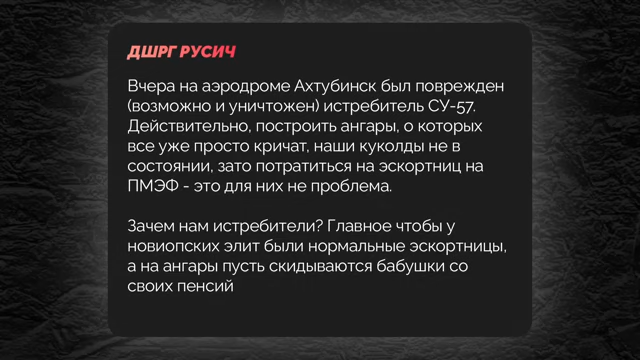 ДШРГ РУСИЧ
Вчера на аэродроме Ахтубинск был поврежден
(возможно и уничтожен) истребитель СУ-57.
Действительно, построить ангары, о которых
все уже просто кричат, наши куколды не в
состоянии, зато потратиться на эскортниц на
ПМЭФ - это для них не проблема.
Зачем нам истребители? Главное чтобы у
новиопских элит были нормальные эскортницы,
а на ангары пусть скидываются бабушки со
своих пенсий